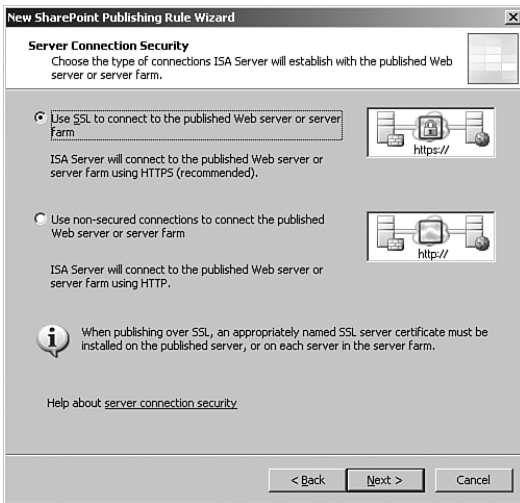 New SharePoint Publishing Rule Wizard
Server Connection Security
Choose the type of connections ISA Server will establish with the published Web
server or server farm.
Use SSL to connect to the published Web server or server
farm
https://
ISA Server will connect to the published Web server or
server farm using HTTPS (recommended).
Use non-secured connections to connect the published
Web server or server farm
http://
ISA Server will connect to the published Web server or
server farm using HTTP.
When publishing over SSL, an appropriately named SSL server certificate must be
installed on the published server, or on each server in the server farm.
Help about server connection security
< Back
Next >
Cancel